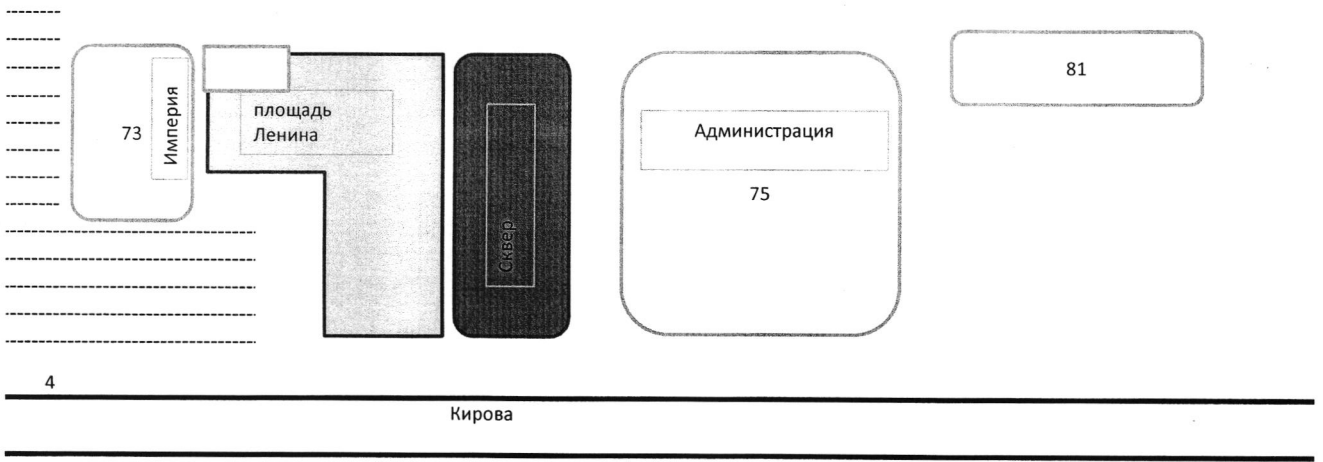 73
Империя
площадь
Ленина
Сквер
Администрация
75
81
4
Кирова